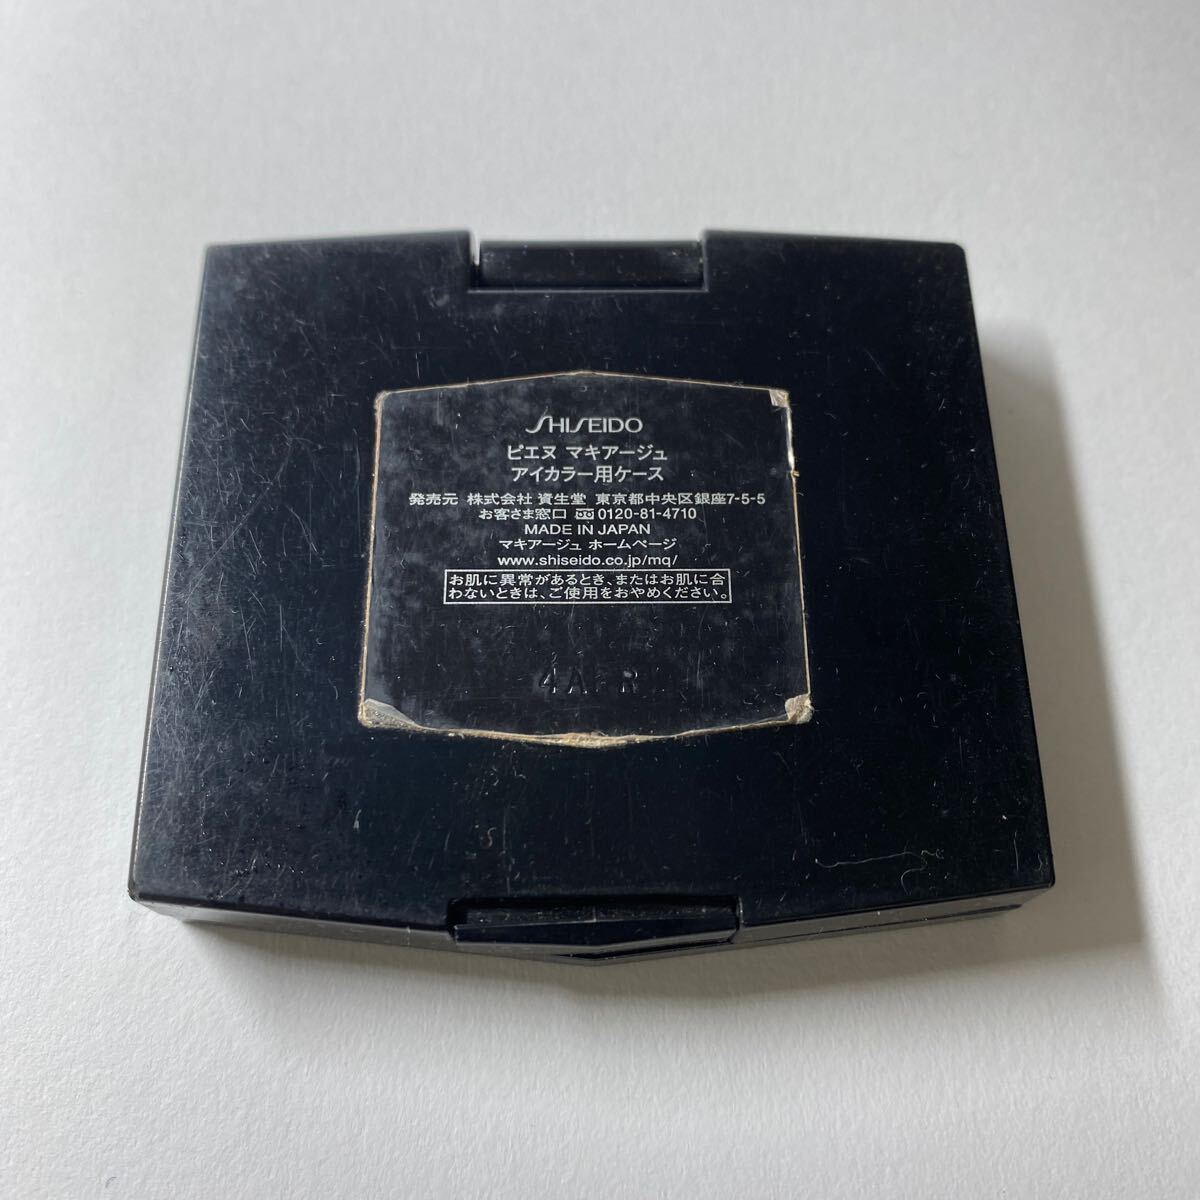 SHISEIDO
ピエヌ マキアージュ
アイカラー用ケース
発売元 株式会社 資生堂 東京都中央区銀座7-5-5
お客さま窓口 0120-81-4710
MADE IN JAPAN
マキアージュ ホームページ
www.shiseido.co.jp/mq/
お肌に異常があるとき、またはお肌に合
わないときは、ご使用をおやめください。